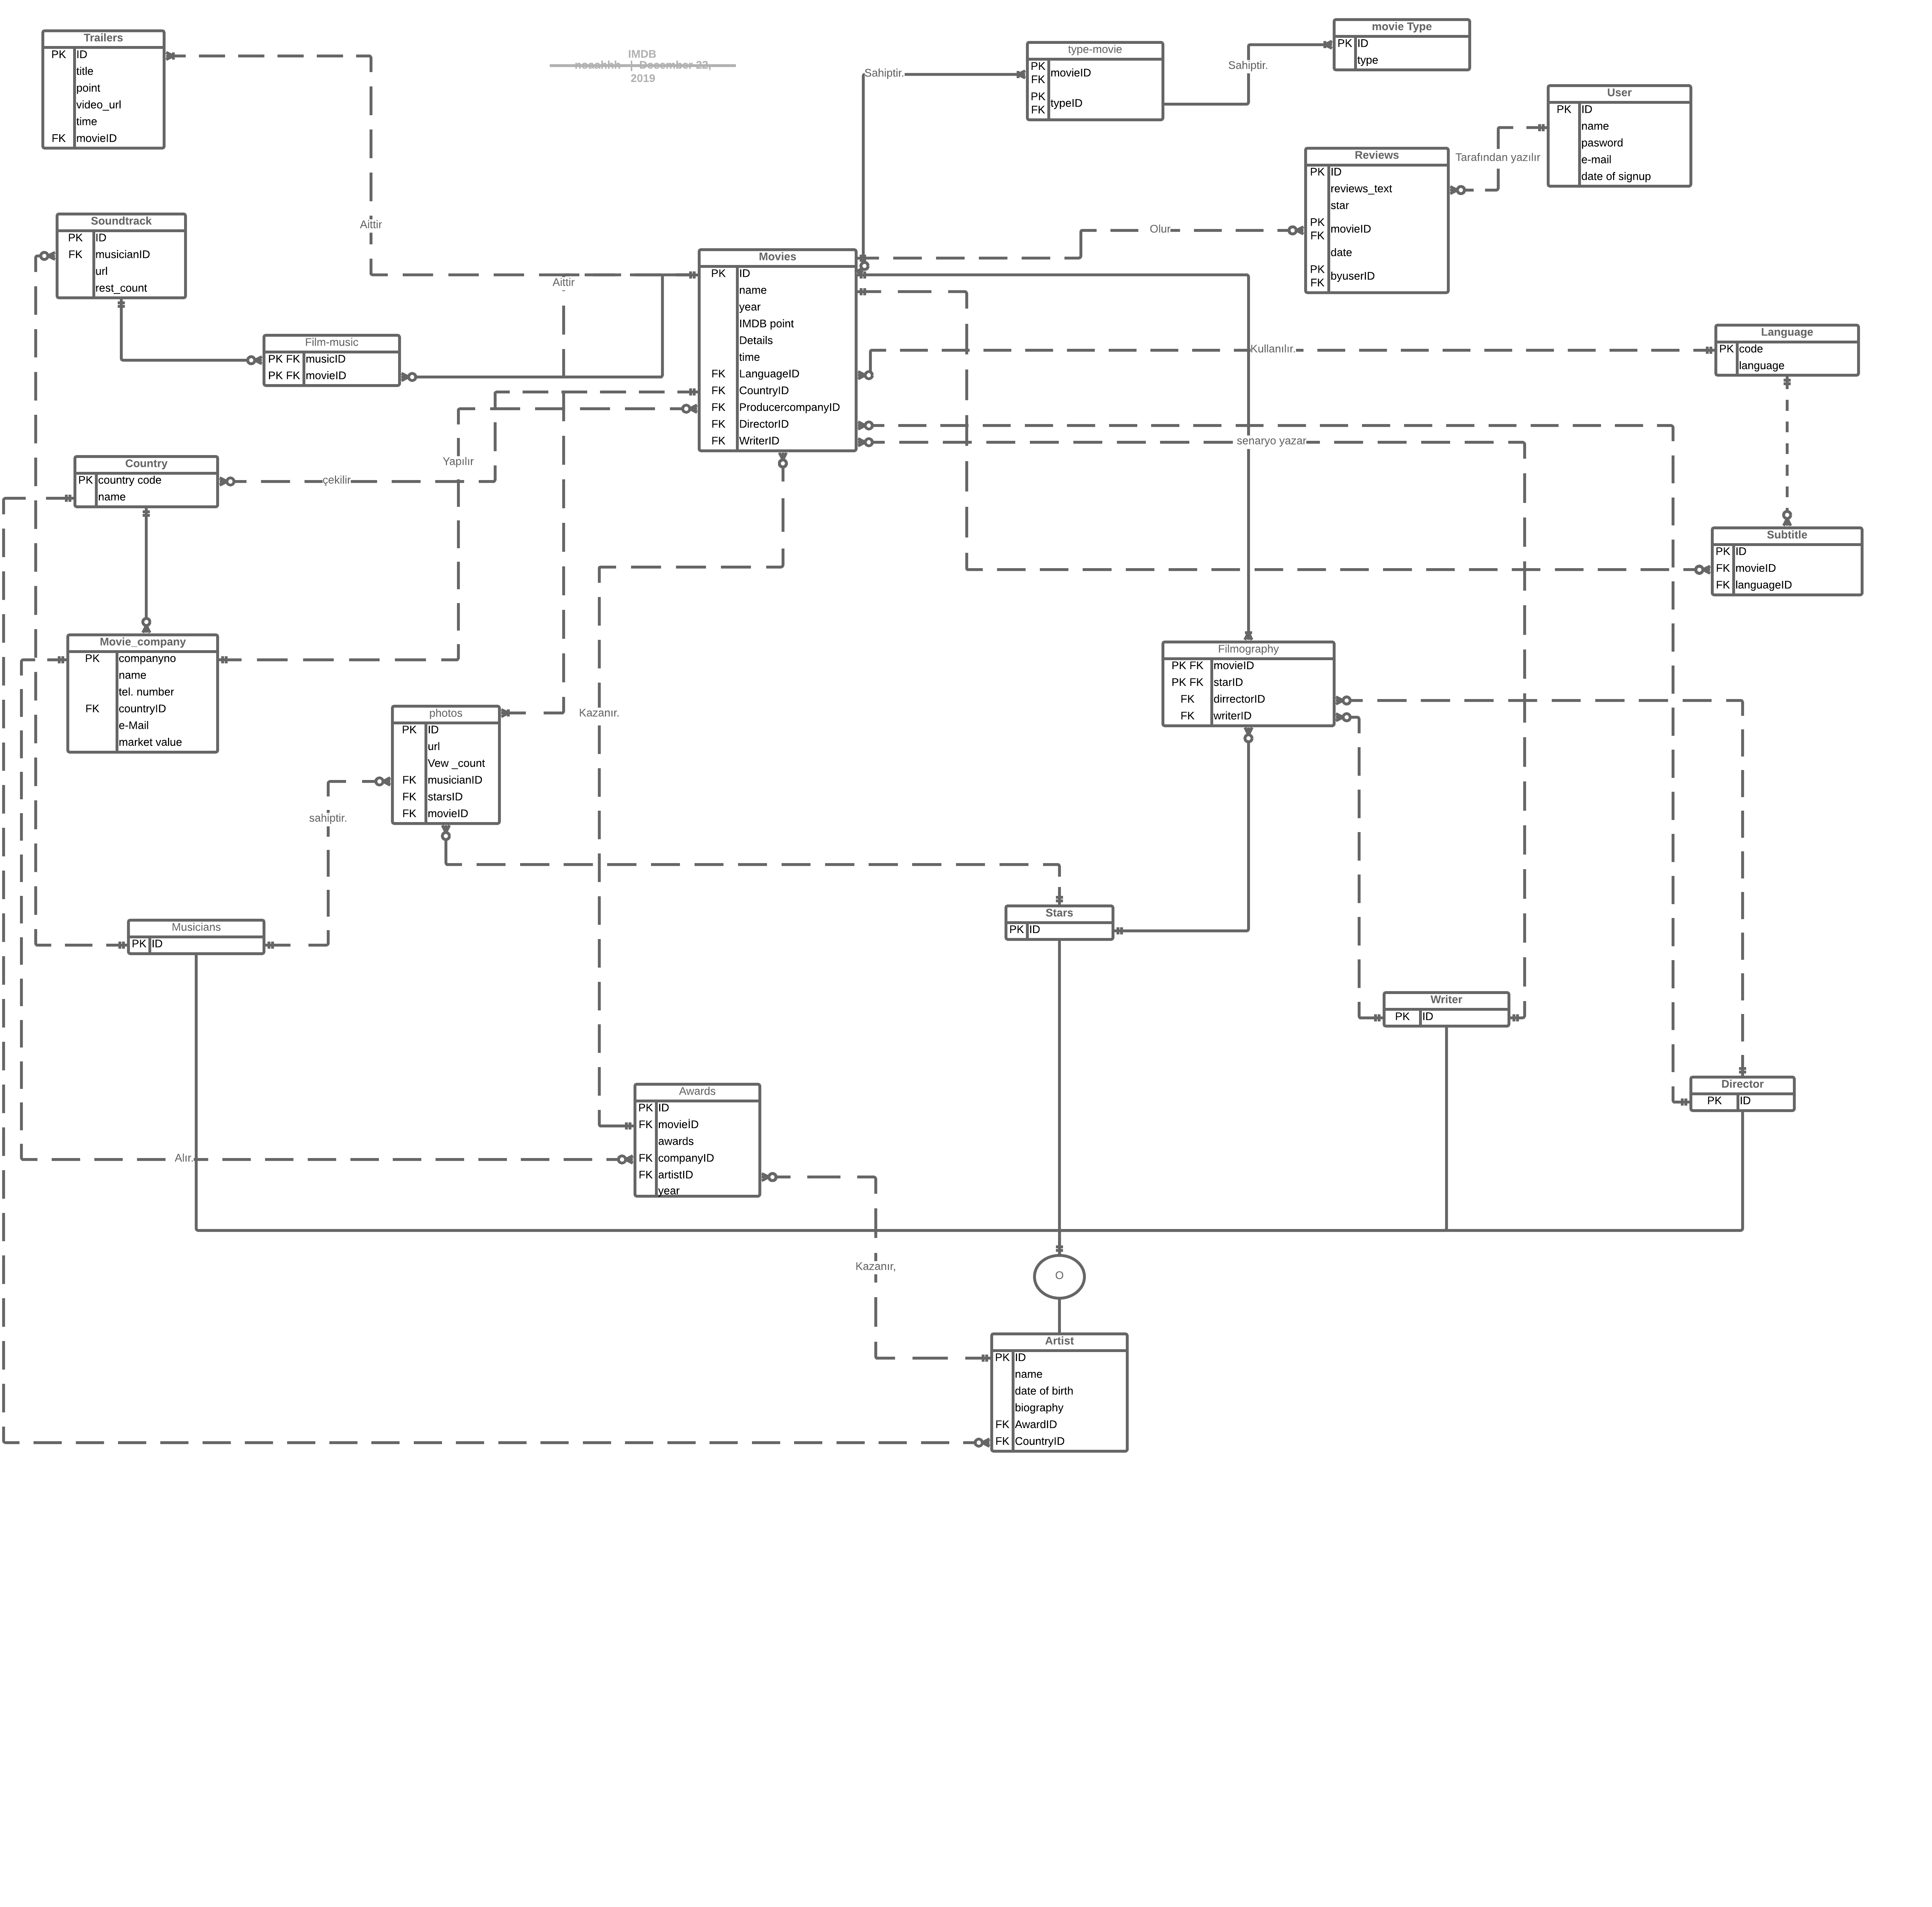 IMDB
nosahhh | December 22,
2019
Trailers
PK ID
title
point
video_url
time
FK movieID
Aittir
Sahiptir.
type-movie
PK FK movieID
PK FK typeID
Sahiptir.
movie Type
PK ID
type
User
PK ID
name
pasword
e-mail
date of signup
Tarafından yazılır
Reviews
PK ID
reviews_text
star
PK FK movieID
date
PK FK byuserID
Olur
Soundtrack
PK ID
FK musicianID
url
rest_count
Film-music
PK FK musicID
PK FK movieID
Aittir
Movies
PK ID
name
year
IMDB point
Details
time
FK LanguageID
FK CountryID
FK ProducercompanyID
FK DirectorID
FK WriterID
Kullanılır.
senaryo yazar
Language
PK code
language
Country
PK country code
name
çekilir
Yapılır
Subtitle
PK ID
FK movieID
FK languageID
Movie_company
PK companyno
name
tel. number
FK countryID
e-Mail
market value
Filmography
PK FK movieID
PK FK starID
FK dirrectorID
FK writerID
photos
PK ID
url
Vew _count
FK musicianID
FK starsID
FK movieID
Kazanır.
sahiptir.
Musicians
PK ID
Stars
PK ID
Writer
PK ID
Director
PK ID
Awards
PK ID
FK movieİD
awards
FK companyID
FK artistID
year
Alır.
Kazanır,
O
Artist
PK ID
name
date of birth
biography
FK AwardID
FK CountryID